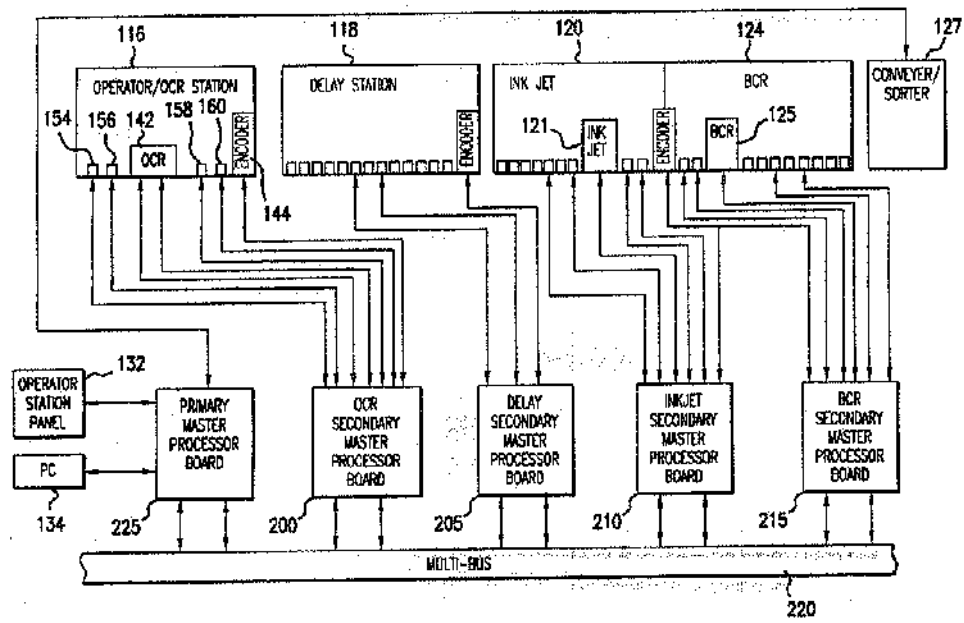 116
118
120
124
127
OPERATOR/OCR STATION
DELAY STATION
INK JET
BCR
CONVEYER/
SORTER
154
156
142
158
160
OCR
ENCODER
144
ENCODER
121
INK
JET
ENCODER
BCR
125
132
OPERATOR
STATION
PANEL
PC
134
PRIMARY
MASTER
PROCESSOR
BOARD
225
OCR
SECONDARY
MASTER
PROCESSOR
BOARD
200
DELAY
SECONDARY
MASTER
PROCESSOR
BOARD
205
INKJET
SECONDARY
MASTER
PROCESSOR
BOARD
210
BCR
SECONDARY
MASTER
PROCESSOR
BOARD
215
MULTI-BUS
220